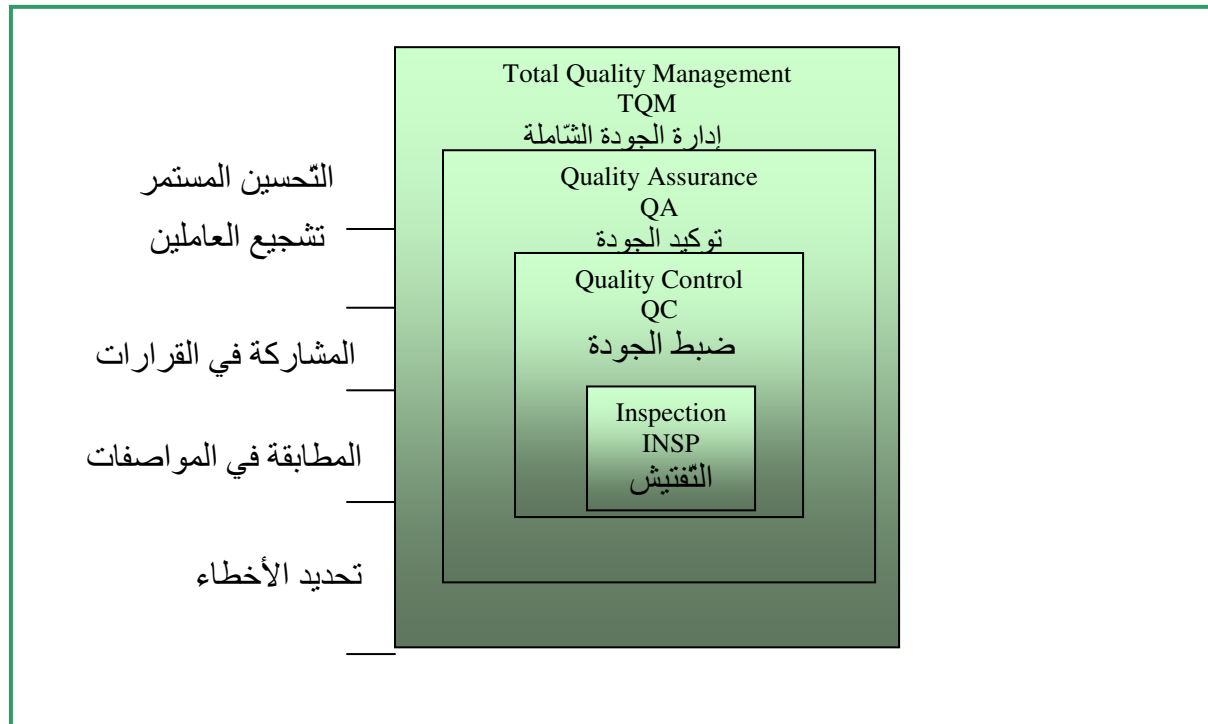 Total Quality Management
TQM
إدارة الجودة الشّاملة
Quality Assurance
QA
توكيد الجودة
Quality Control
QC
ضبط الجودة
Inspection
INSP
التّفتيش
التّحسين المستمر
تشجيع العاملين
المشاركة في القرارات
المطابقة في المواصفات
تحديد الأخطاء